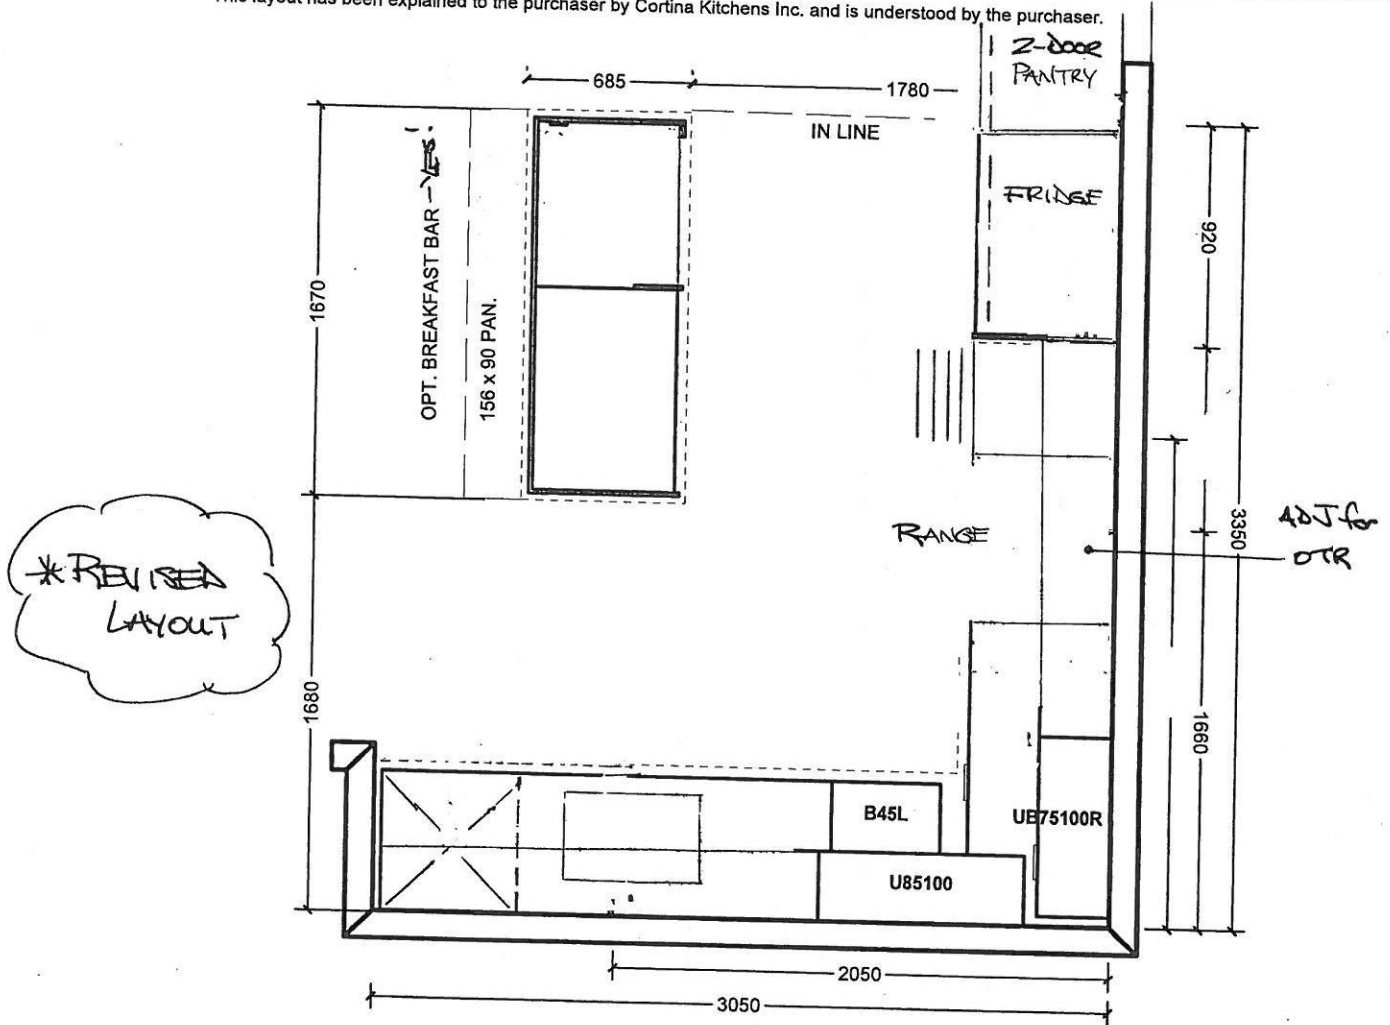 This layout has been explained to the purchaser by Cortina Kitchens Inc. and is understood by the purchaser.
2-DOOR
PANTRY
685
1780
IN LINE
FRIDGE
920
OPT. BREAKFAST BAR - YES!
156 x 90 PAN.
1670
RANGE
3350
ADJ for
OTR
* REVISED
LAYOUT
1680
1660
B45L
UB75100R
U85100
2050
3050